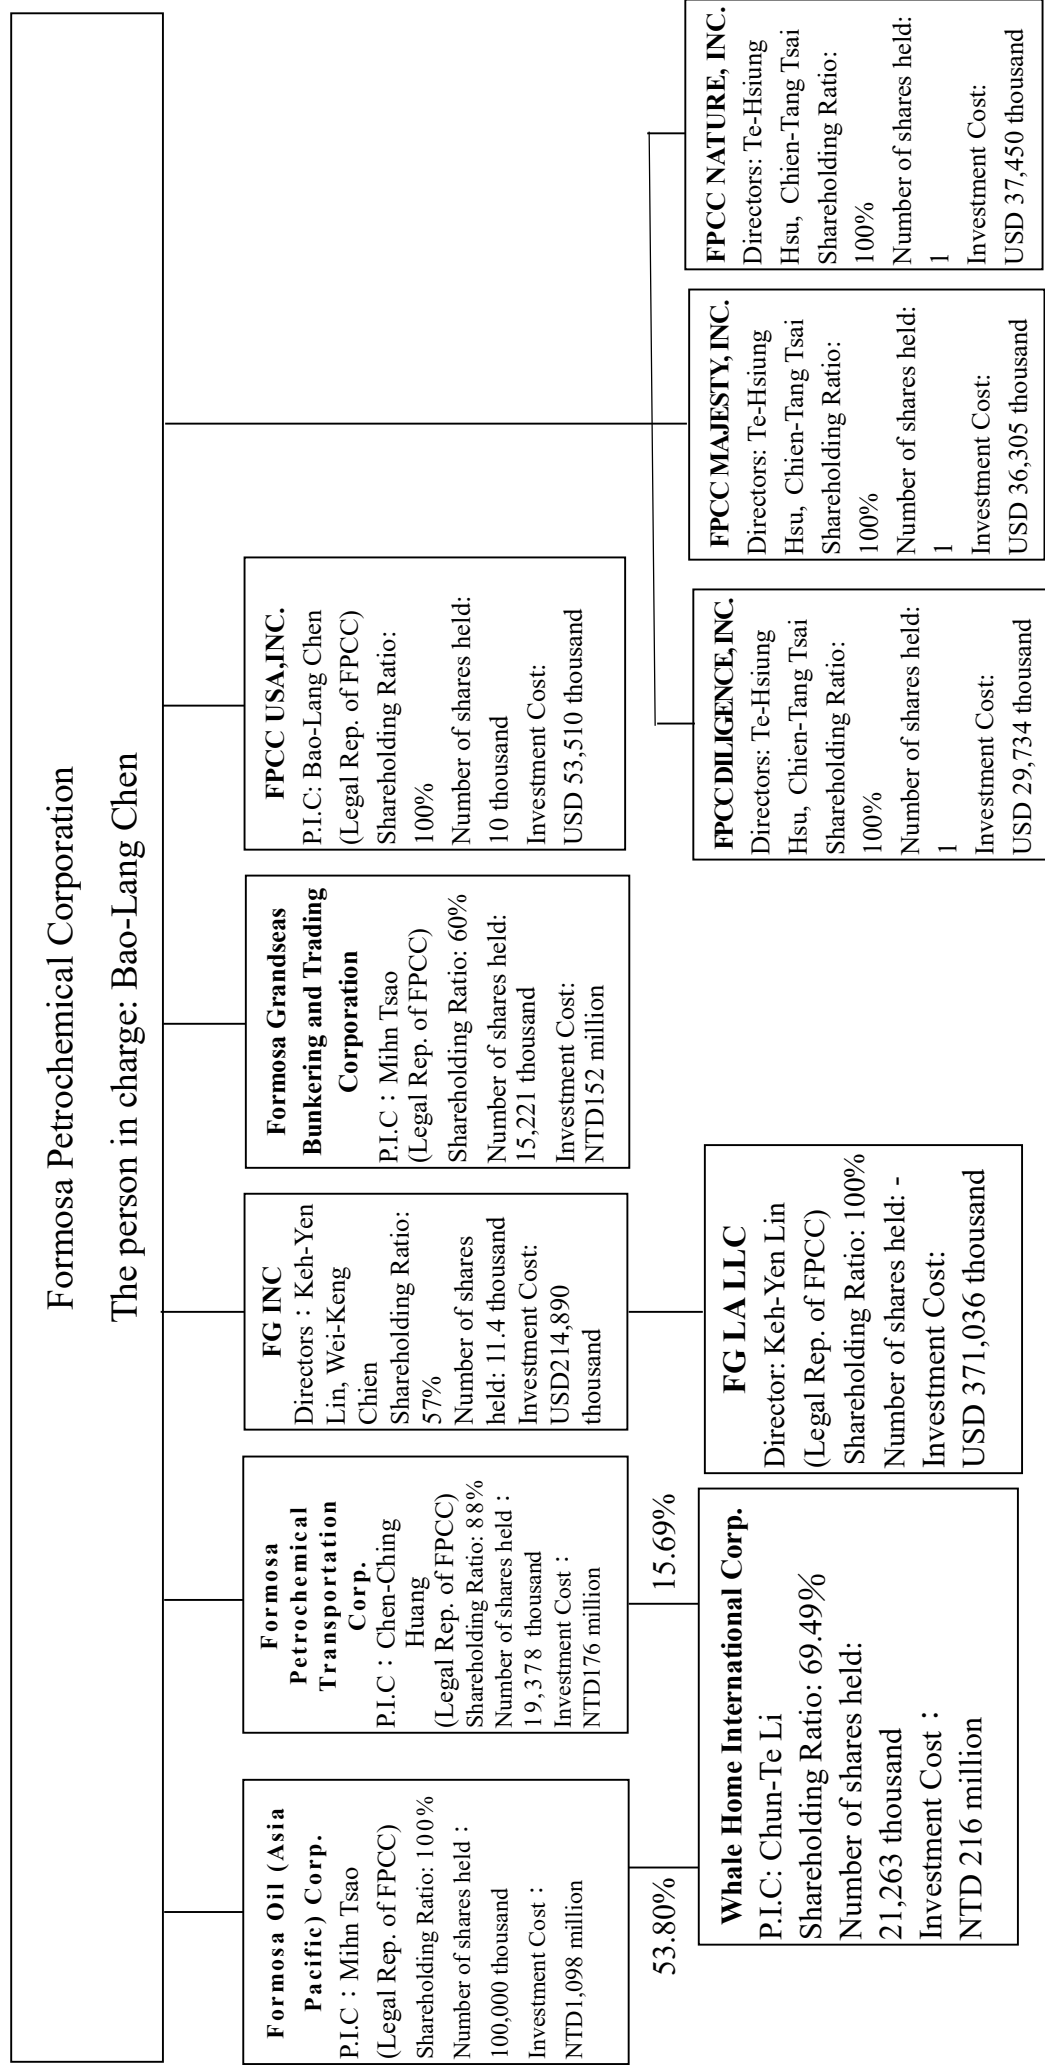 Formosa Petrochemical Corporation
The person in charge: Bao-Lang Chen
Formosa Oil (Asia
Pacific) Corp.
P.I.C：Mihn Tsao
(Legal Rep. of FPCC)
Shareholding Ratio: 100%
Number of shares held：
100,000 thousand
Investment Cost：
NTD1,098 million
Formosa
Petrochemical
Transportation
Corp.
P.I.C：Chen-Ching
Huang
(Legal Rep. of FPCC)
Shareholding Ratio: 88%
Number of shares held：
19,378 thousand
Investment Cost：
NTD176 million
FG INC
Directors：Keh-Yen
Lin, Wei-Keng
Chien
Shareholding Ratio:
57%
Number of shares
held: 11.4 thousand
Investment Cost:
USD214,890
thousand
Formosa Grandseas
Bunkering and Trading
Corporation
P.I.C：Mihn Tsao
(Legal Rep. of FPCC)
Shareholding Ratio: 60%
Number of shares held:
15,221 thousand
Investment Cost:
NTD152 million
FPCC USA,INC.
P.I.C: Bao-Lang Chen
(Legal Rep. of FPCC)
Shareholding Ratio:
100%
Number of shares held:
10 thousand
Investment Cost:
USD 53,510 thousand
53.80%
15.69%
Whale Home International Corp.
P.I.C: Chun-Te Li
Shareholding Ratio: 69.49%
Number of shares held:
21,263 thousand
Investment Cost：
NTD 216 million
FG LA LLC
Director: Keh-Yen Lin
(Legal Rep. of FPCC)
Shareholding Ratio: 100%
Number of shares held: -
Investment Cost:
USD 371,036 thousand
FPCC DILIGENCE, INC.
Directors: Te-Hsiung
Hsu, Chien-Tang Tsai
Shareholding Ratio:
100%
Number of shares held:
1
Investment Cost:
USD 29,734 thousand
FPCC MAJESTY, INC.
Directors: Te-Hsiung
Hsu, Chien-Tang Tsai
Shareholding Ratio:
100%
Number of shares held:
1
Investment Cost:
USD 36,305 thousand
FPCC NATURE, INC.
Directors: Te-Hsiung
Hsu, Chien-Tang Tsai
Shareholding Ratio:
100%
Number of shares held:
1
Investment Cost:
USD 37,450 thousand